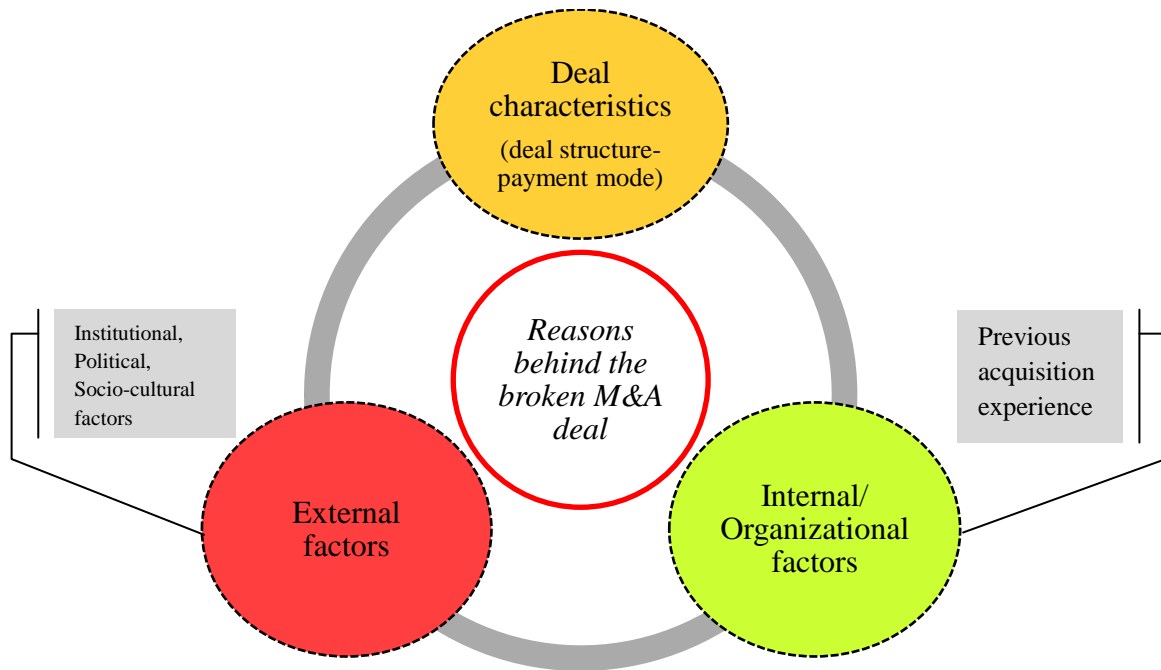 Deal
characteristics
(deal structure-
payment mode)
Institutional,
Political,
Socio-cultural
factors
Reasons
behind the
broken M&A
deal
Previous
acquisition
experience
External
factors
Internal/
Organizational
factors